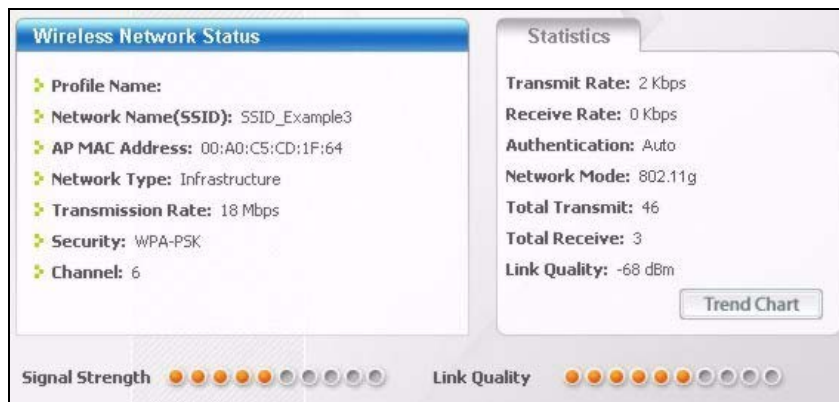 Wireless Network Status
Profile Name:
Network Name(SSID): SSID_Example3
AP MAC Address: 00:A0:C5:CD:1F:64
Network Type: Infrastructure
Transmission Rate: 18 Mbps
Security: WPA-PSK
Channel: 6
Statistics
Transmit Rate: 2 Kbps
Receive Rate: 0 Kbps
Authentication: Auto
Network Mode: 802.11g
Total Transmit: 46
Total Receive: 3
Link Quality: -68 dBm
Trend Chart
Signal Strength
Link Quality